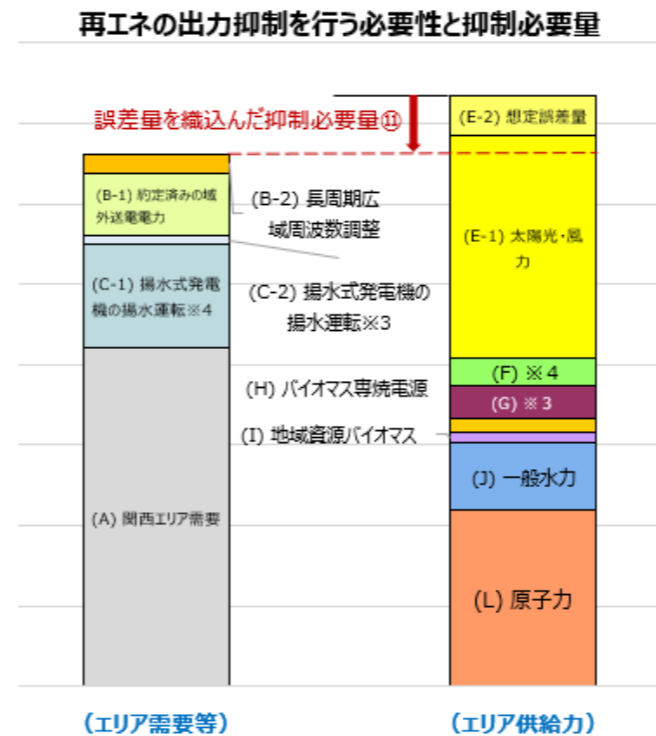 再エネの出力抑制を行う必要性と抑制必要量
誤差量を織込んだ抑制必要量⑪
(B-1) 約定済みの域
外送電電力
(B-2) 長周期広
域周波数調整
(C-1) 揚水式発電
機の揚水運転※4
(C-2) 揚水式発電機の
揚水運転※3
(A) 関西エリア需要
(E-2) 想定誤差量
(E-1) 太陽光・風
力
(F) ※４
(G) ※３
(H) バイオマス専焼電源
(I) 地域資源バイオマス
(J) 一般水力
(L) 原子力
（エリア需要等）
（エリア供給力）